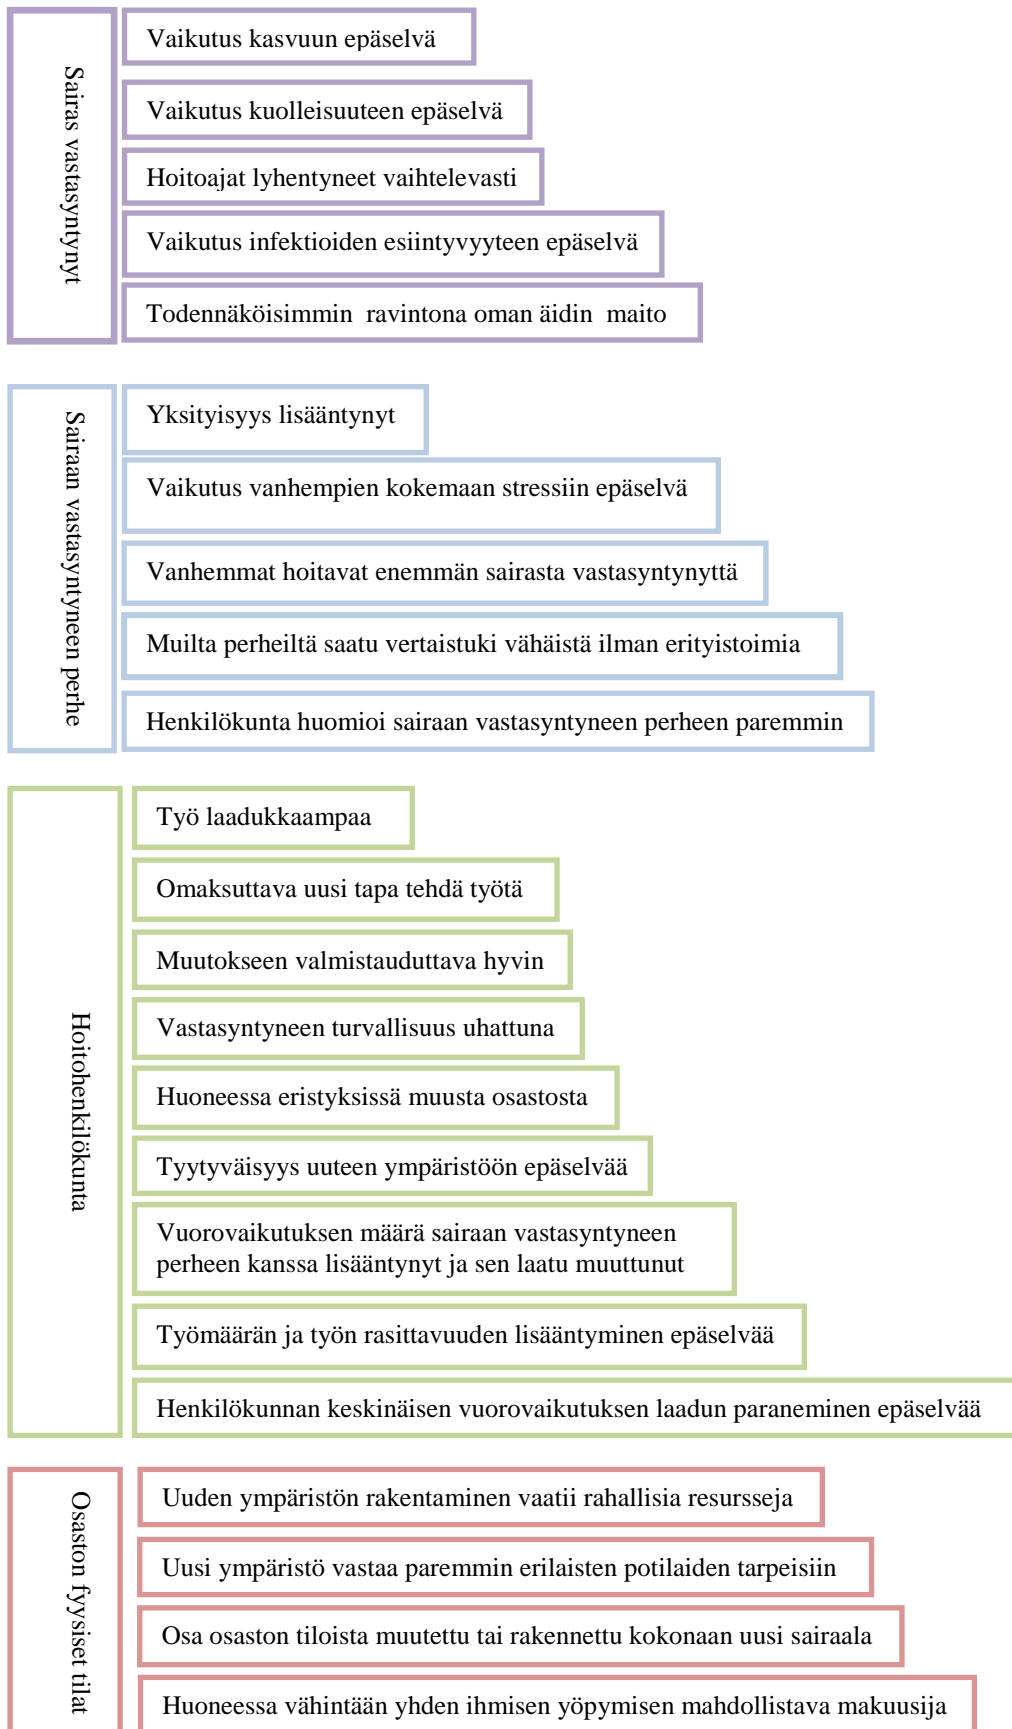 Sairas vastasyntynyt
Vaikutus kasvuun epäselvä
Vaikutus kuolleisuuteen epäselvä
Hoitoajat lyhentyneet vaihtelevasti
Vaikutus infektioiden esiintyvyyteen epäselvä
Todennäköisimmin ravintona oman äidin maito
Sairaan vastasyntyneen perhe
Yksityisyys lisääntynyt
Vaikutus vanhempien kokemaan stressiin epäselvä
Vanhemmat hoitavat enemmän sairasta vastasyntynyttä
Muilta perheiltä saatu vertaistuki vähäistä ilman erityistoimia
Henkilökunta huomioi sairaan vastasyntyneen perheen paremmin
Hoitohenkilökunta
Työ laadukkaampaa
Omaksuttava uusi tapa tehdä työtä
Muutokseen valmistauduttava hyvin
Vastasyntyneen turvallisuus uhattuna
Huoneessa eristyksissä muusta osastosta
Tyytyväisyys uuteen ympäristöön epäselvää
Vuorovaikutuksen määrä sairaan vastasyntyneen
perheen kanssa lisääntynyt ja sen laatu muuttunut
Työmäärän ja työn rasittavuuden lisääntyminen epäselvää
Henkilökunnan keskinäisen vuorovaikutuksen laadun paraneminen epäselvää
Osaston fyysiset tilat
Uuden ympäristön rakentaminen vaatii rahallisia resursseja
Uusi ympäristö vastaa paremmin erilaisten potilaiden tarpeisiin
Osa osaston tiloista muutettu tai rakennettu kokonaan uusi sairaala
Huoneessa vähintään yhden ihmisen yöpymisen mahdollistava makuusija